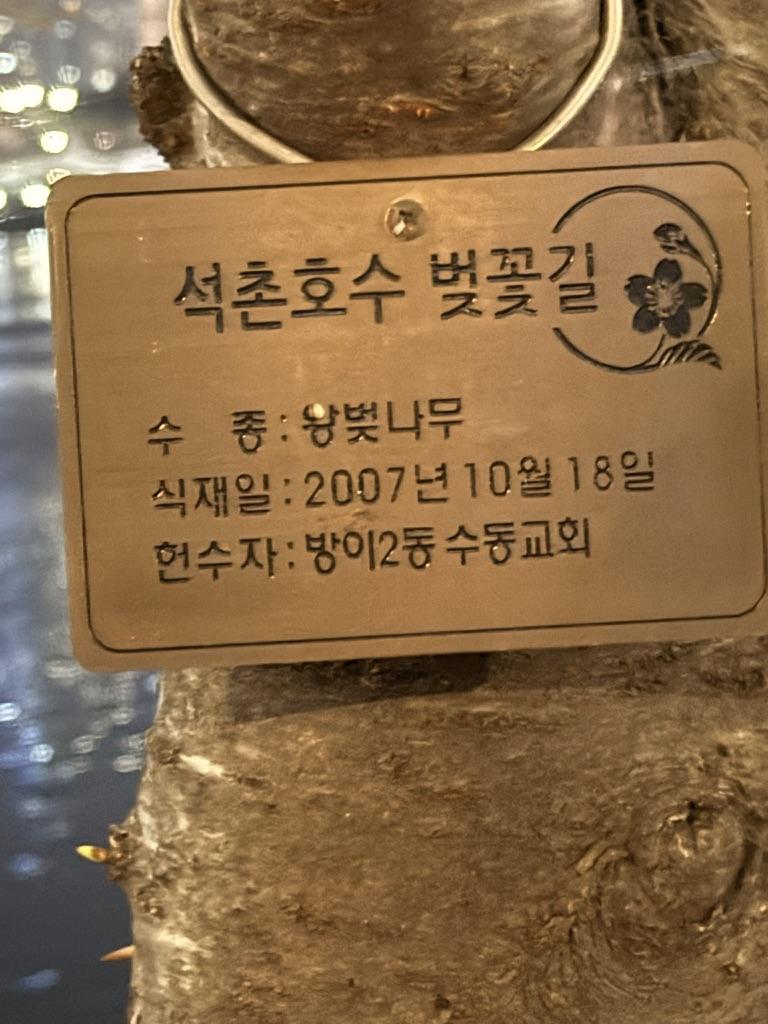 석촌호수 벚꽃길
수 종 : 왕벚나무
식재일 : 2007년 10월 18일
헌수자 : 방이2동 수동교회